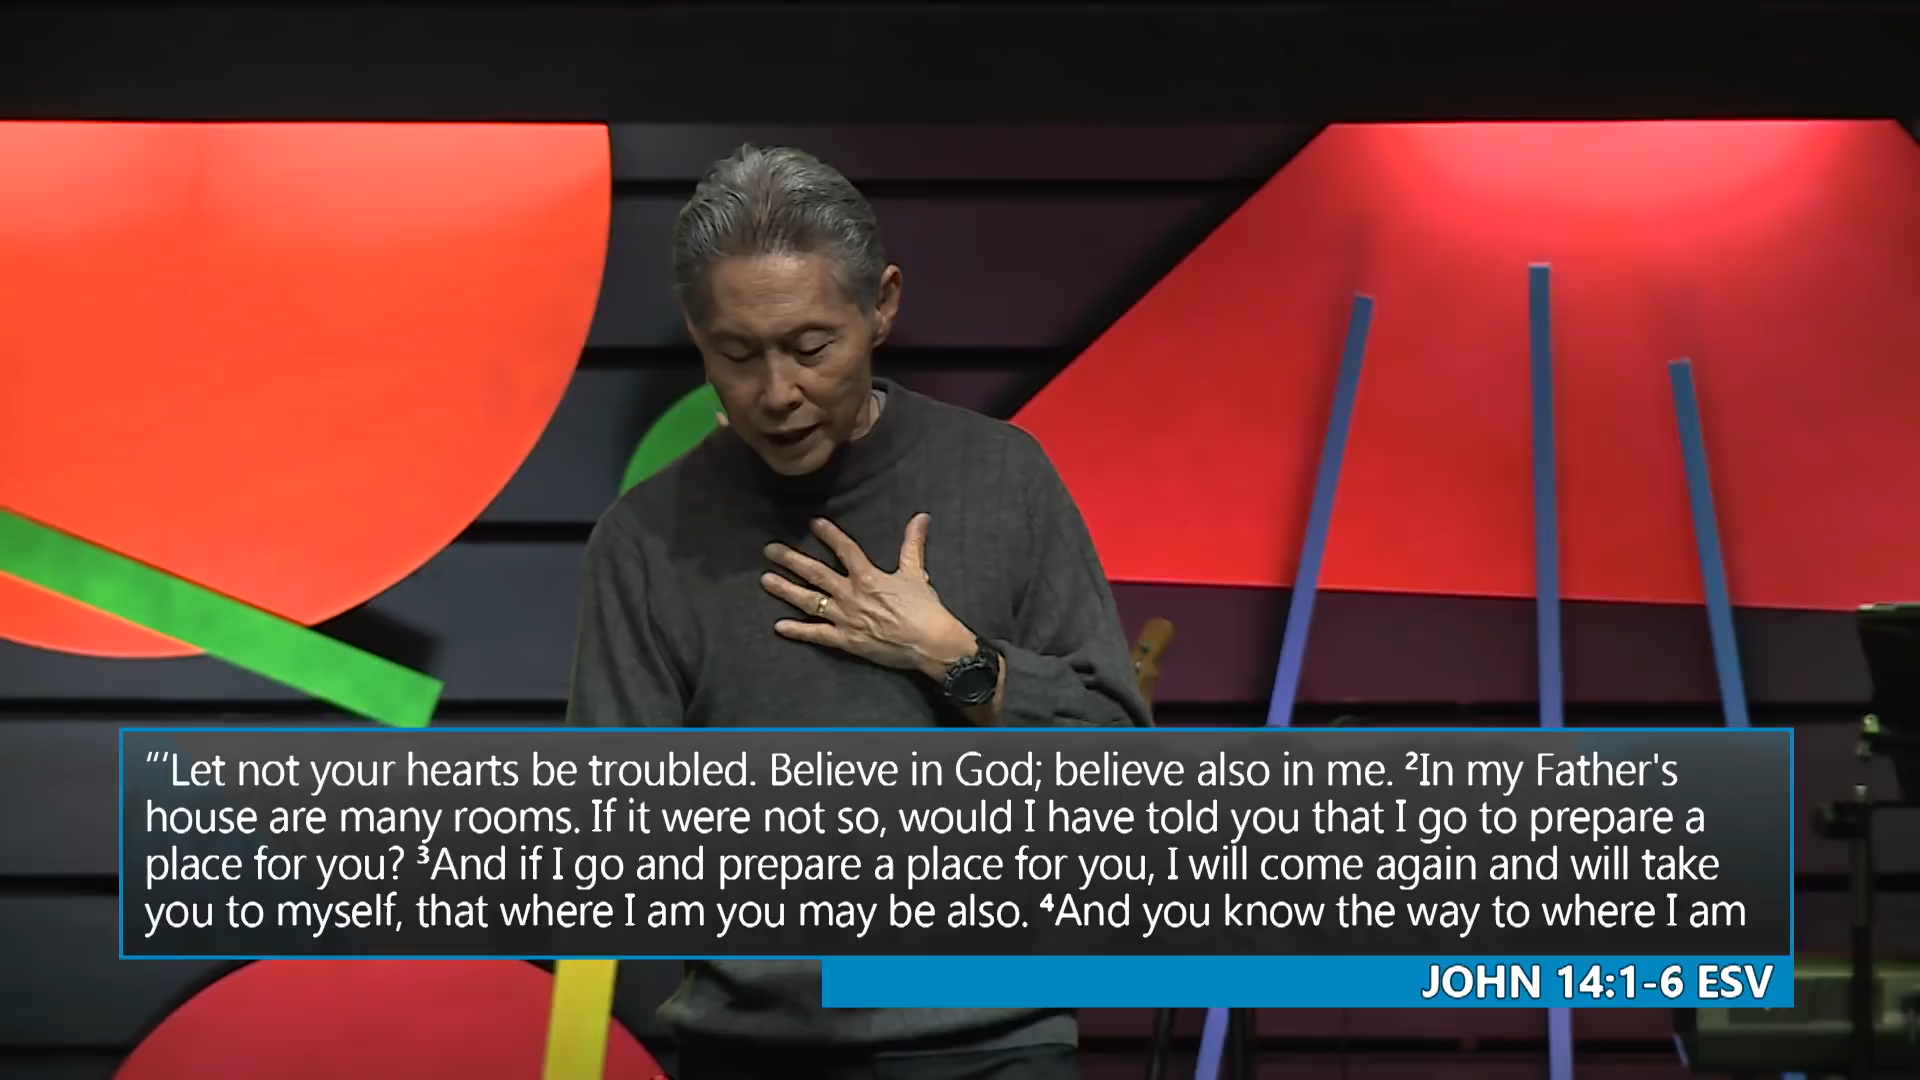 “‘Let not your hearts be troubled. Believe in God; believe also in me. ²In my Father's
house are many rooms. If it were not so, would I have told you that I go to prepare a
place for you? ³And if I go and prepare a place for you, I will come again and will take
you to myself, that where I am you may be also. ⁴And you know the way to where I am
JOHN 14:1-6 ESV